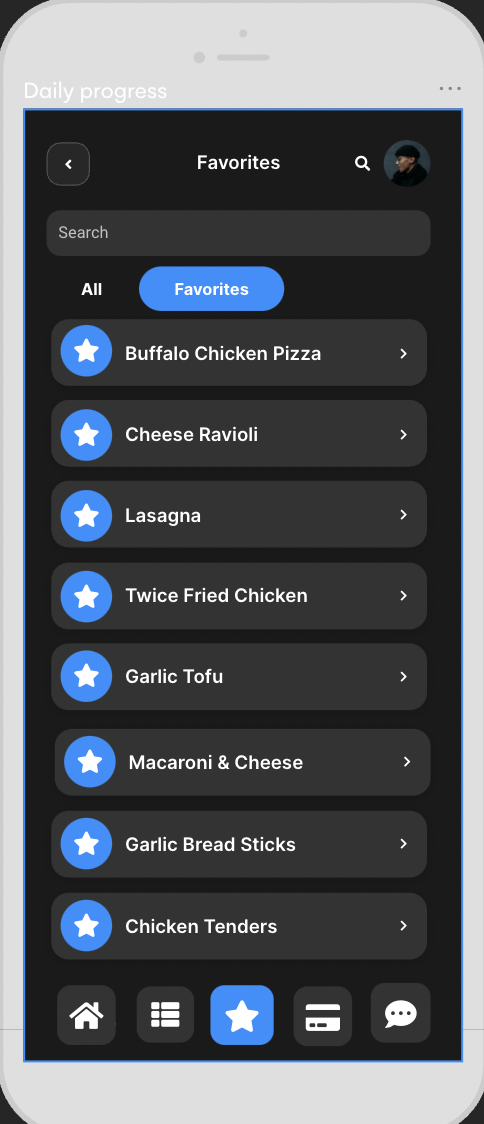 Daily progress
Favorites
Search
All Favorites
Buffalo Chicken Pizza
Cheese Ravioli
Lasagna
Twice Fried Chicken
Garlic Tofu
Macaroni & Cheese
Garlic Bread Sticks
Chicken Tenders